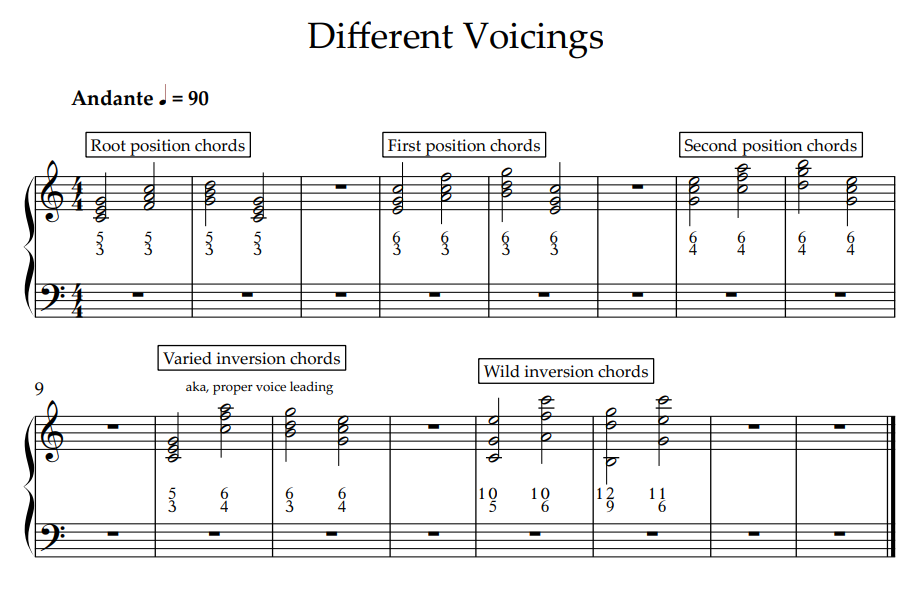 Different Voicings
Andante ♩ = 90
Root position chords First position chords Second position chords
4 5 5 5 5 6 6 6 6 6 6 6 6
4 3 3 3 3 3 3 3 3 4 4 4 4
4
4
Varied inversion chords
Wild inversion chords
9 aka, proper voice leading
5 6 6 6 10 10 12 11
3 4 3 4 5 6 9 6